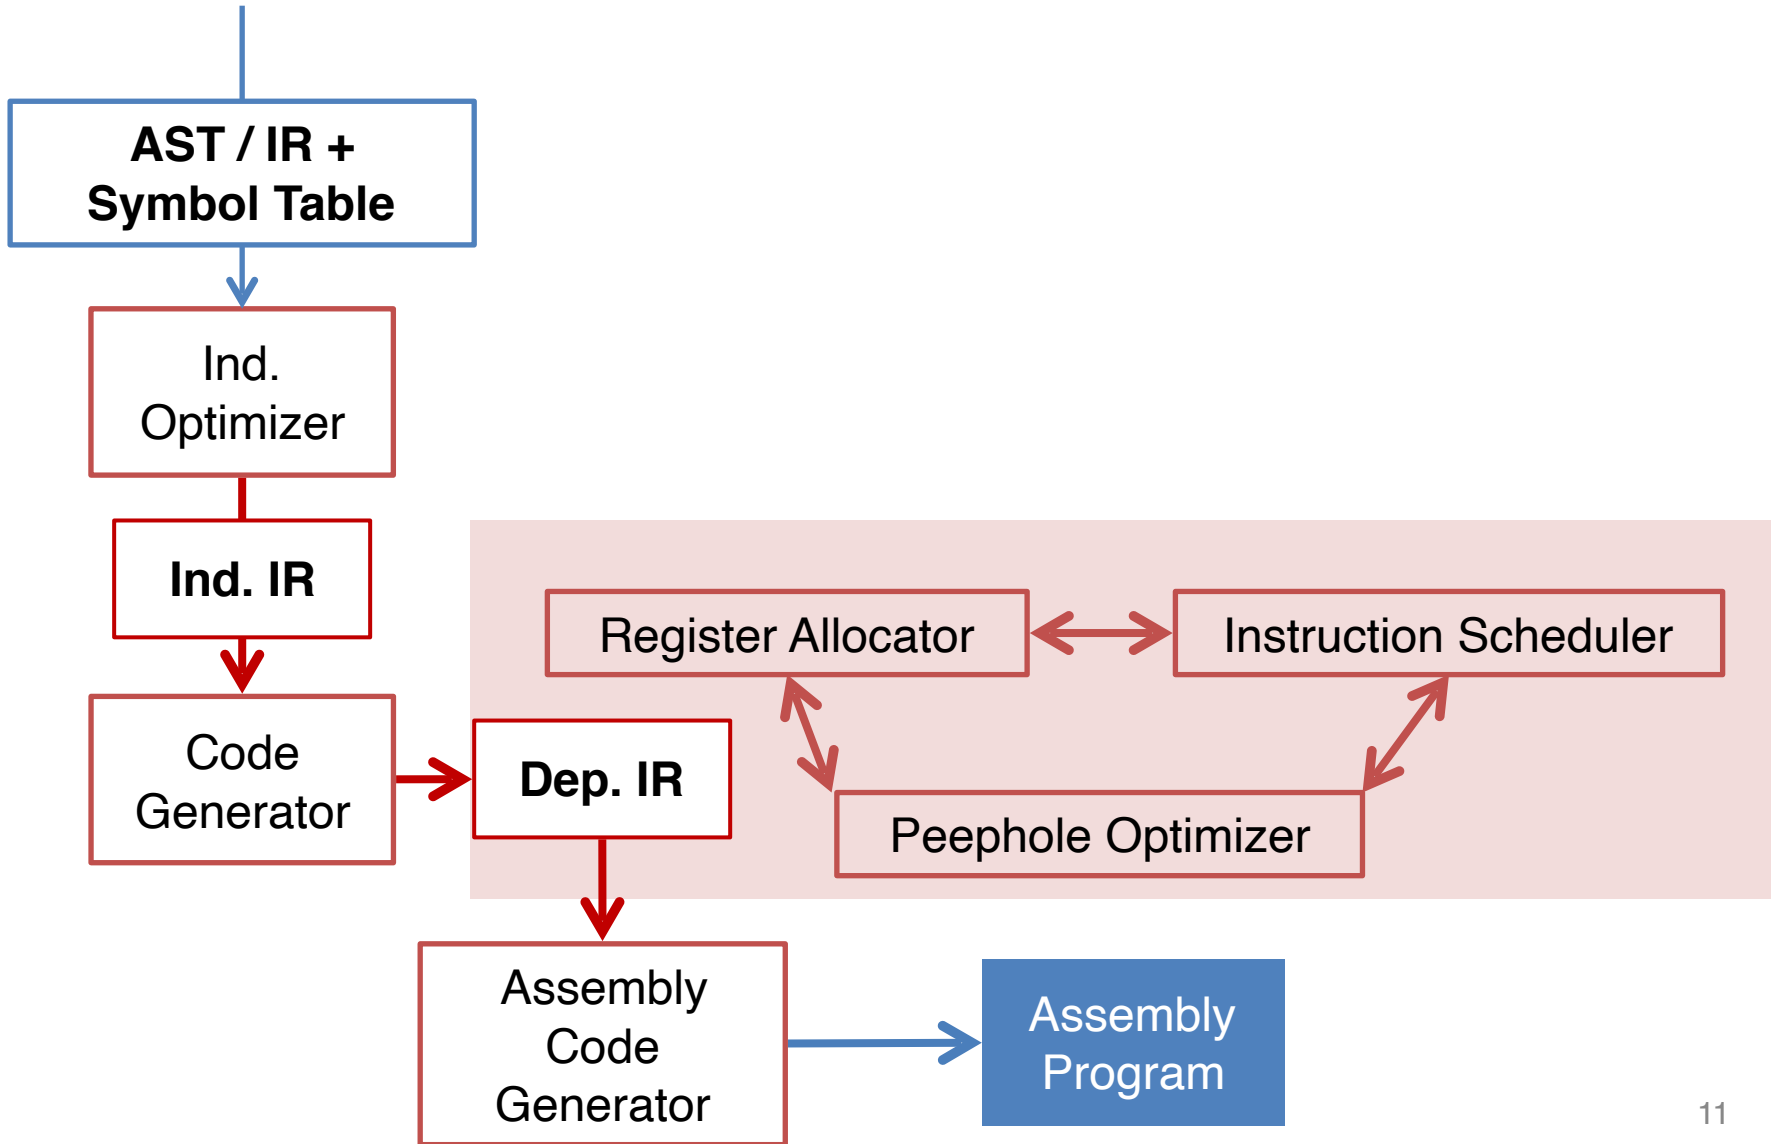 AST / IR +
Symbol Table
Ind.
Optimizer
Ind. IR
Code
Generator
Dep. IR
Register Allocator
Instruction Scheduler
Peephole Optimizer
Assembly
Code
Generator
Assembly
Program
11